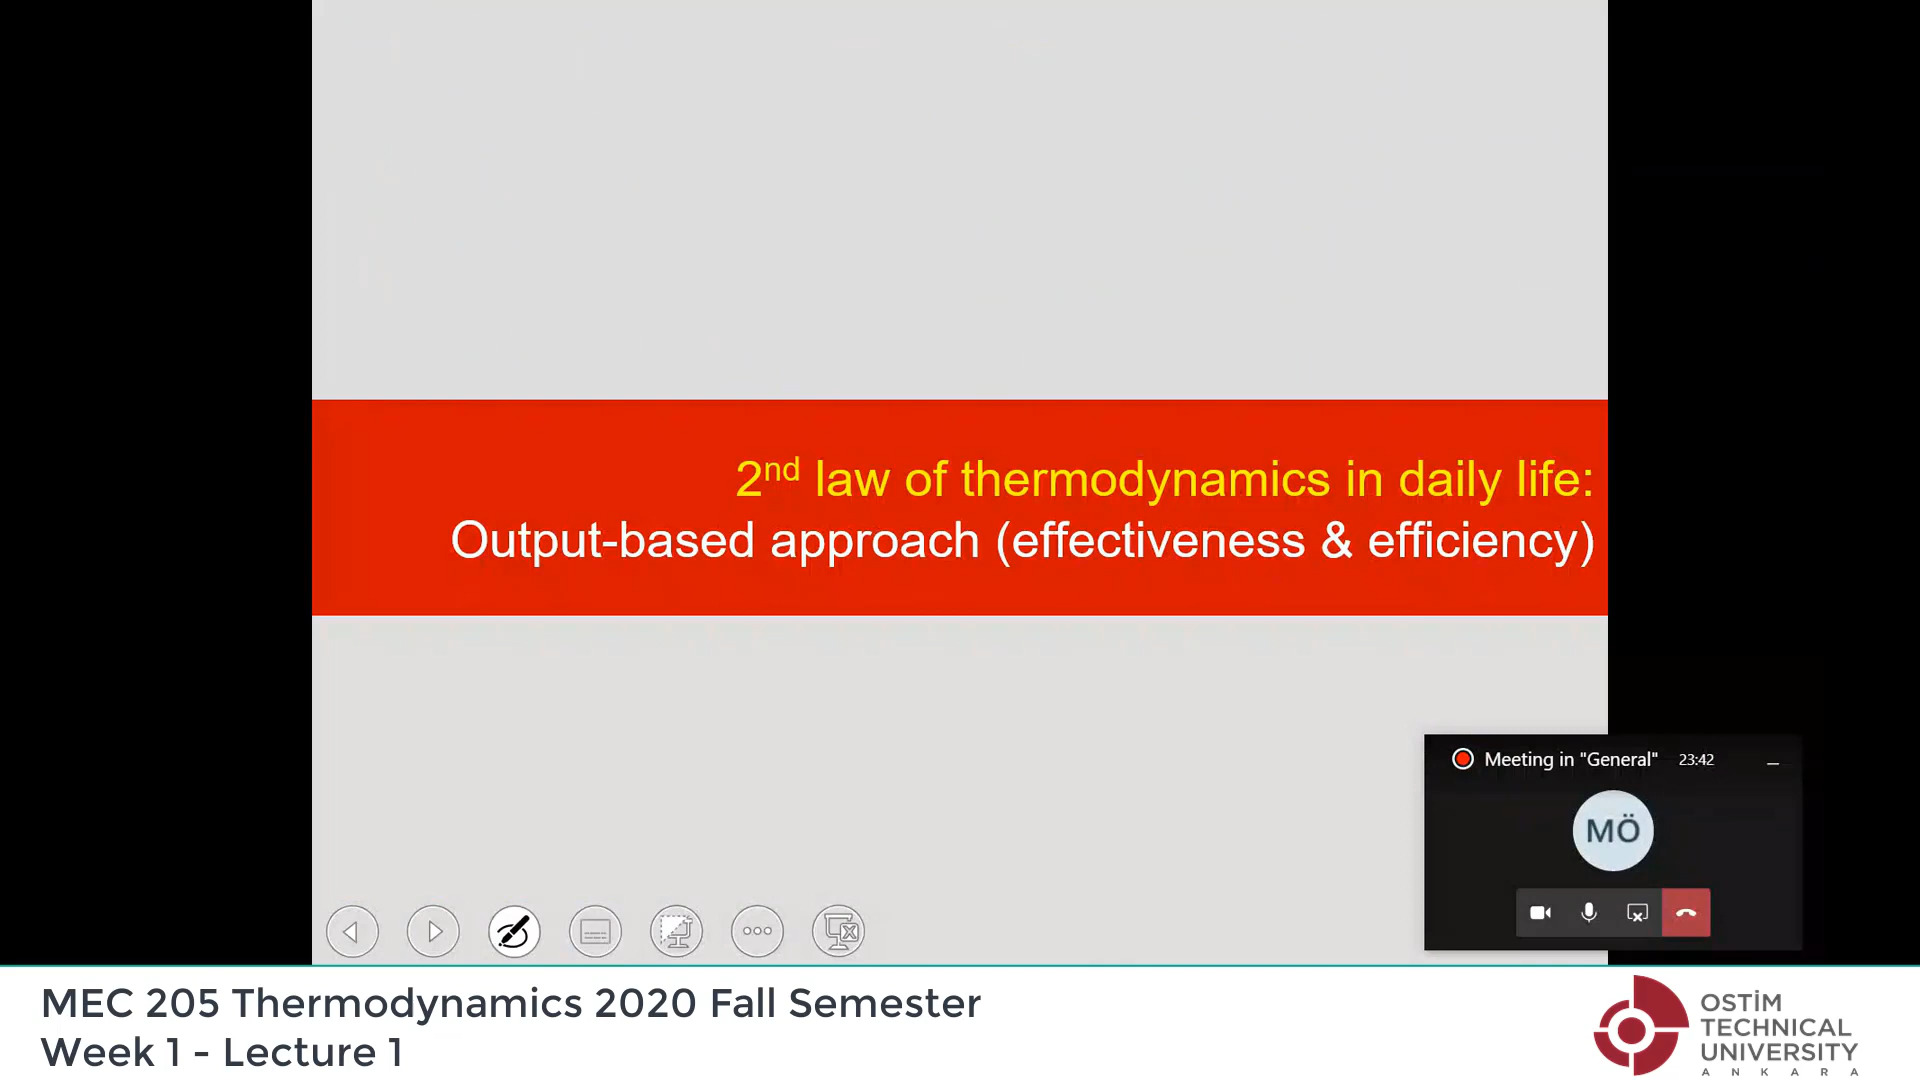 2nd law of thermodynamics in daily life:
Output-based approach (effectiveness & efficiency)
Meeting in "General" 23:42
MÖ
MEC 205 Thermodynamics 2020 Fall Semester
Week 1 - Lecture 1
OSTİM
TECHNICAL
UNIVERSITY
ANKARA